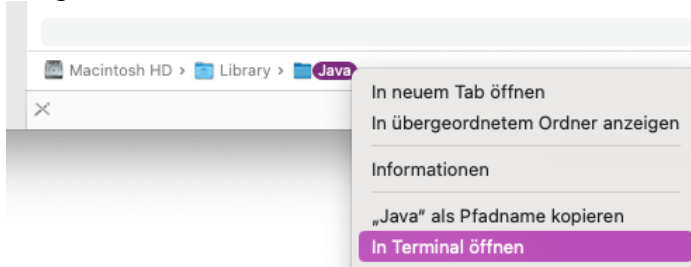 Macintosh HD › Library › Java
In neuem Tab öffnen
In übergeordnetem Ordner anzeigen
Informationen
„Java“ als Pfadname kopieren
In Terminal öffnen